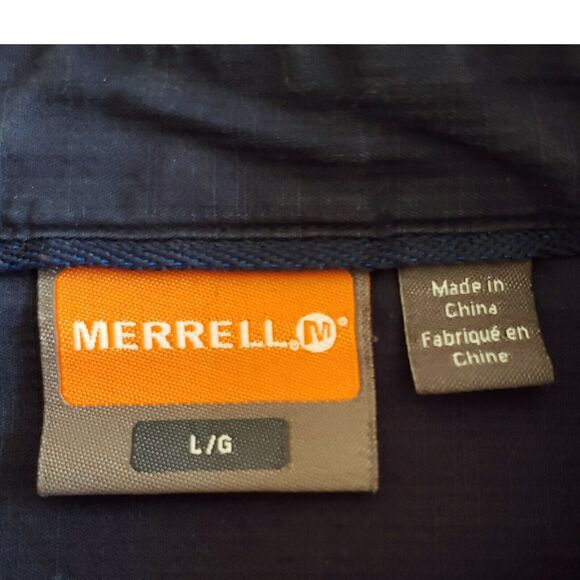 MERRELL. M®
L/G
Made in
China
Fabriqué en
Chine